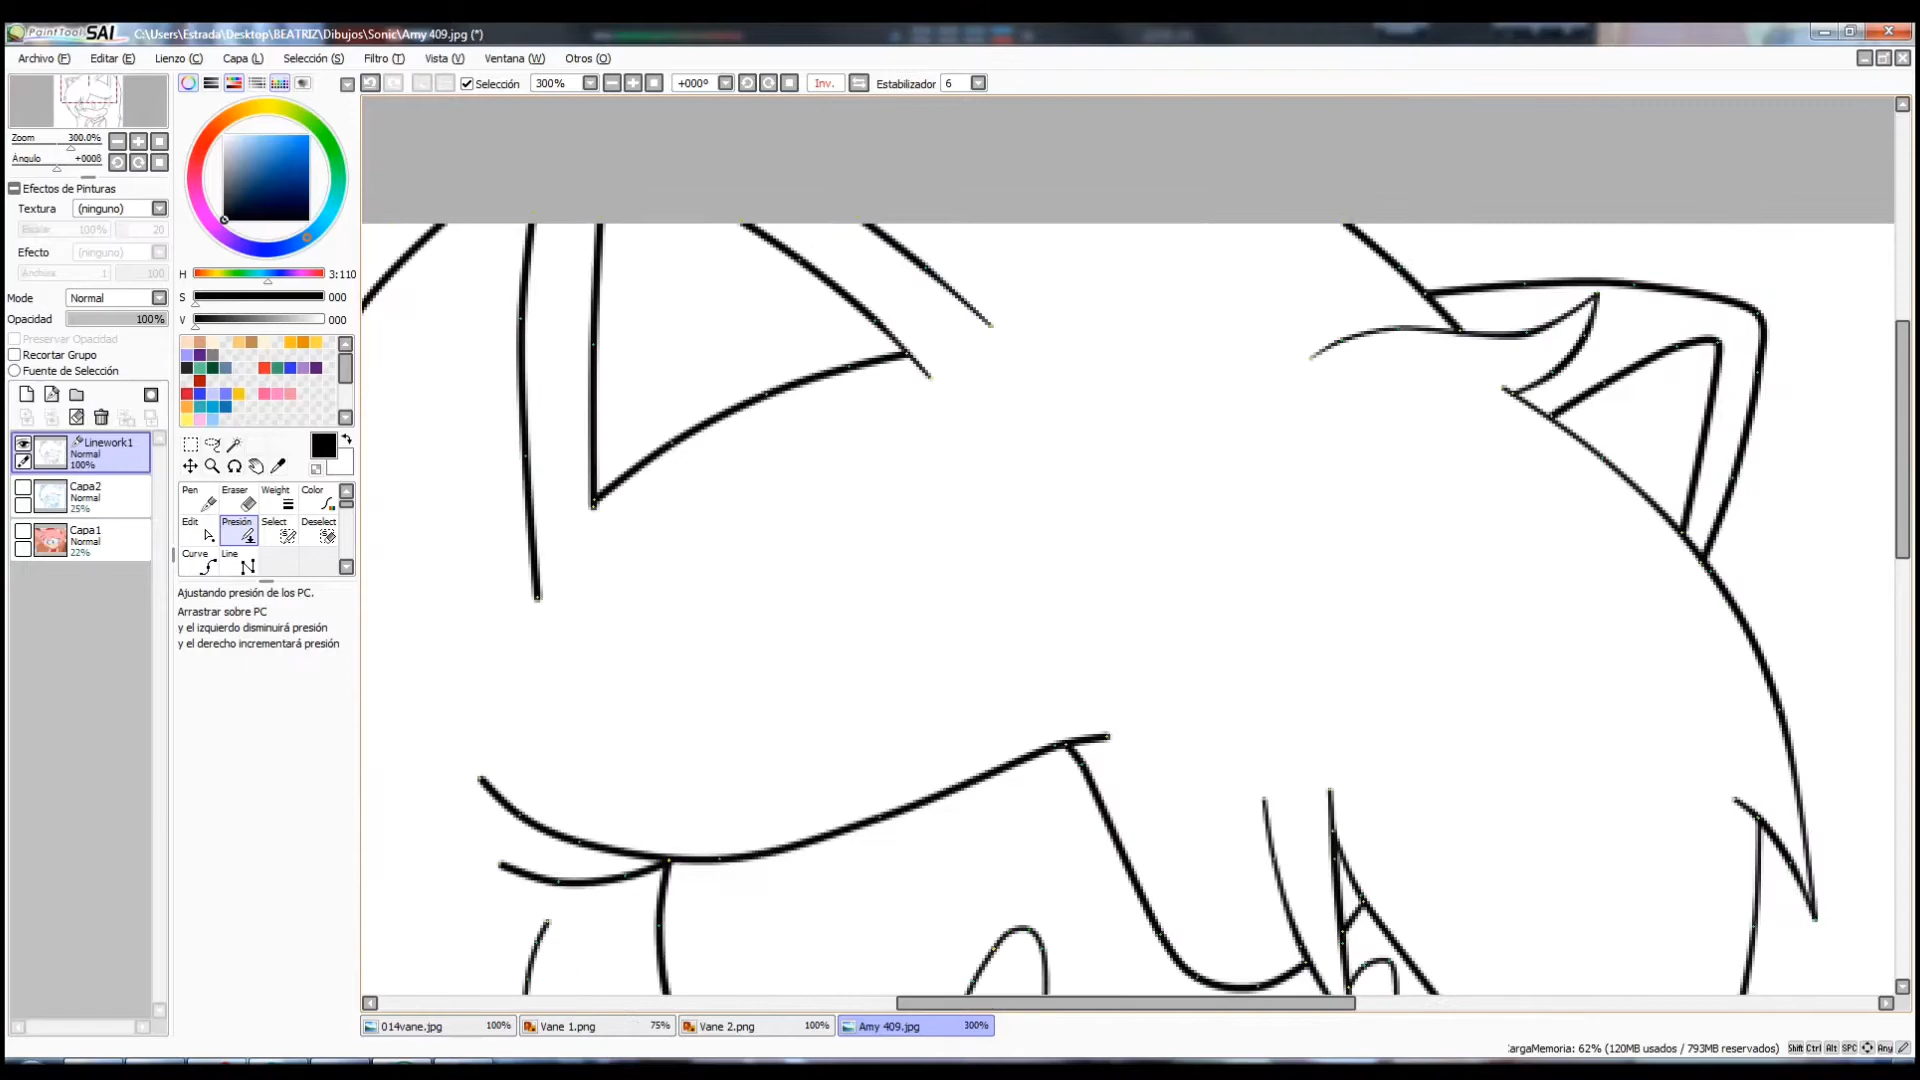 PaintTool SAI C:\Users\Estrada\Desktop\BEATRIZ\Dibujos\Sonic\Amy 409.jpg (*)
Archivo (F) Editar (E) Lienzo (C) Capa (L) Selección (S) Filtro (T) Vista (V) Ventana (W) Otros (O)
Selección 300% +000° Inv. Estabilizador 6
Zoom 300.0%
Ángulo +000ß
Efectos de Pinturas
Textura (ninguno)
Escalar 100% 20
Efecto (ninguno)
Archura 1 100
Mode Normal
Opacidad 100%
Preservar Opacidad
Recortar Grupo
Fuente de Selección
Linework1
Normal
100%
Capa2
Normal
25%
Capa1
Normal
22%
H 3:110
S 000
V 000
Pen Eraser Weight Color
Edit Presión Select Deselect
Curve Line
Ajustando presión de los PC.
Arrastrar sobre PC
y el izquierdo disminuirá presión
y el derecho incrementará presión
014vane.jpg 100% Vane 1.png 75% Vane 2.png 100% Amy 409.jpg 300%
CargaMemoria: 62% (120MB usados / 793MB reservados) Shift Ctrl Alt SPC Any